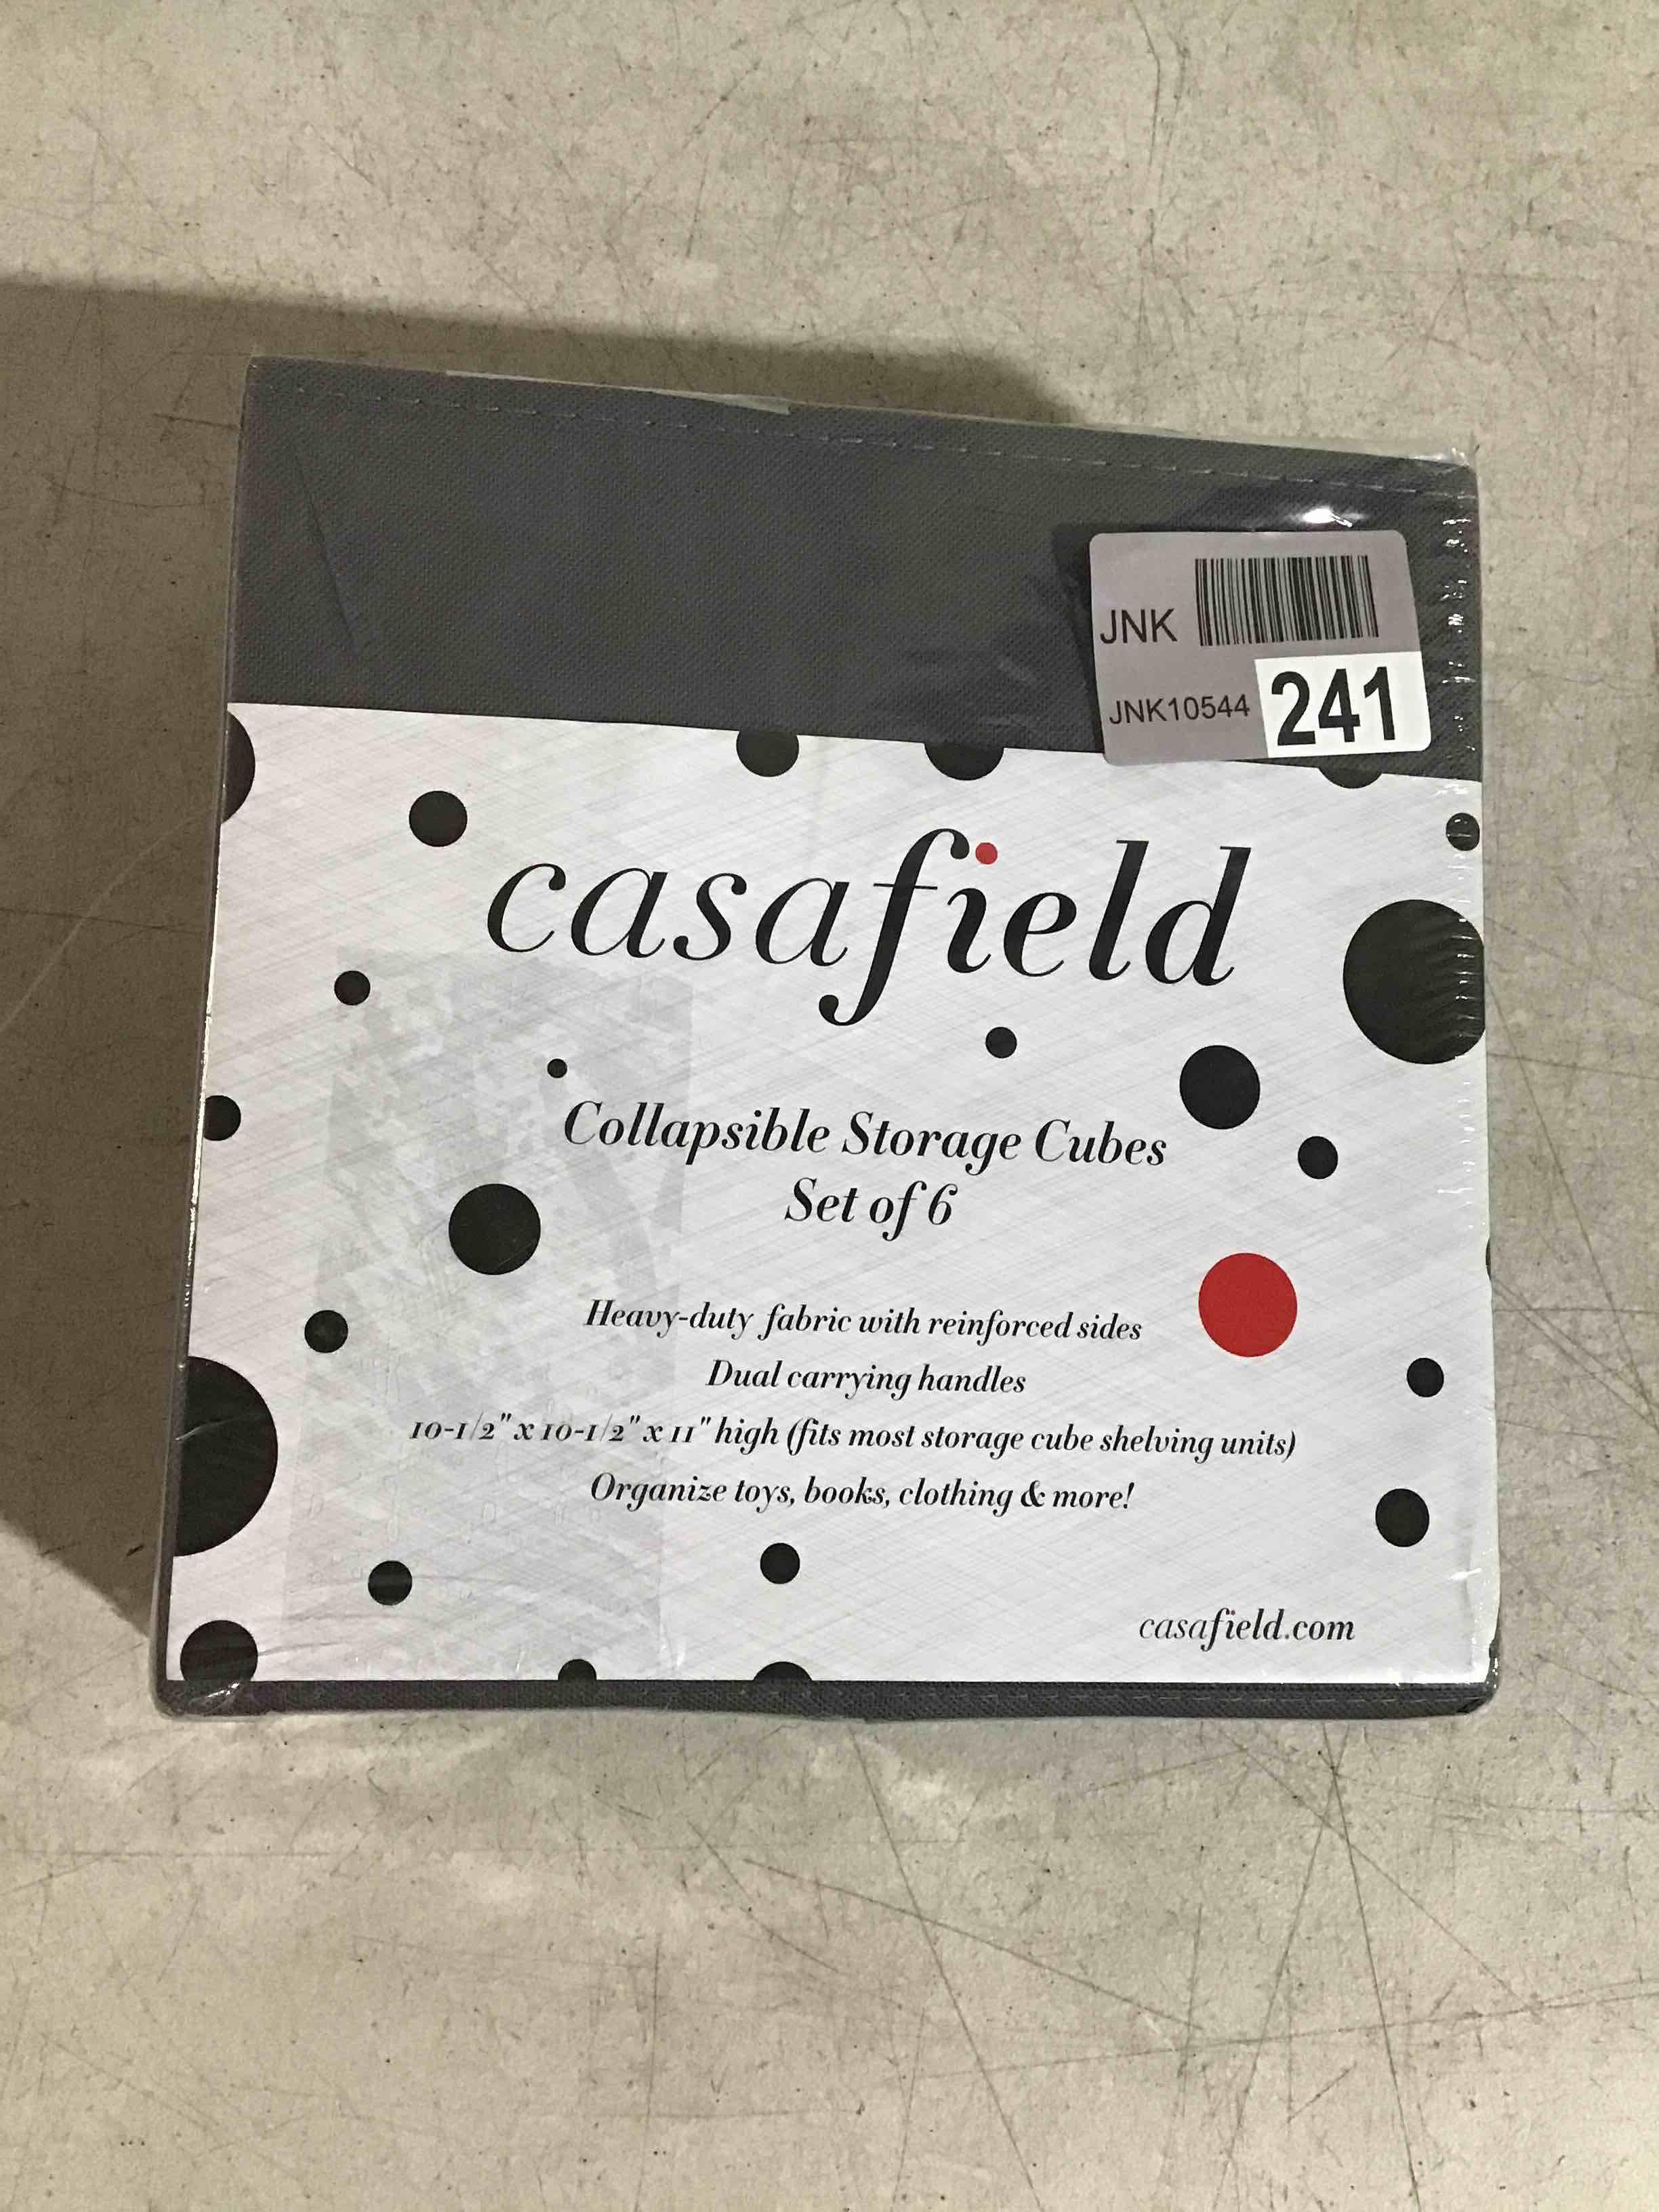 JNK
JNK10544
241
casafield
Collapsible Storage Cubes
Set of 6
Heavy-duty fabric with reinforced sides
Dual carrying handles
10-1/2" x 10-1/2" x 11" high (fits most storage cube shelving units)
Organize toys, books, clothing & more!
casafield.com